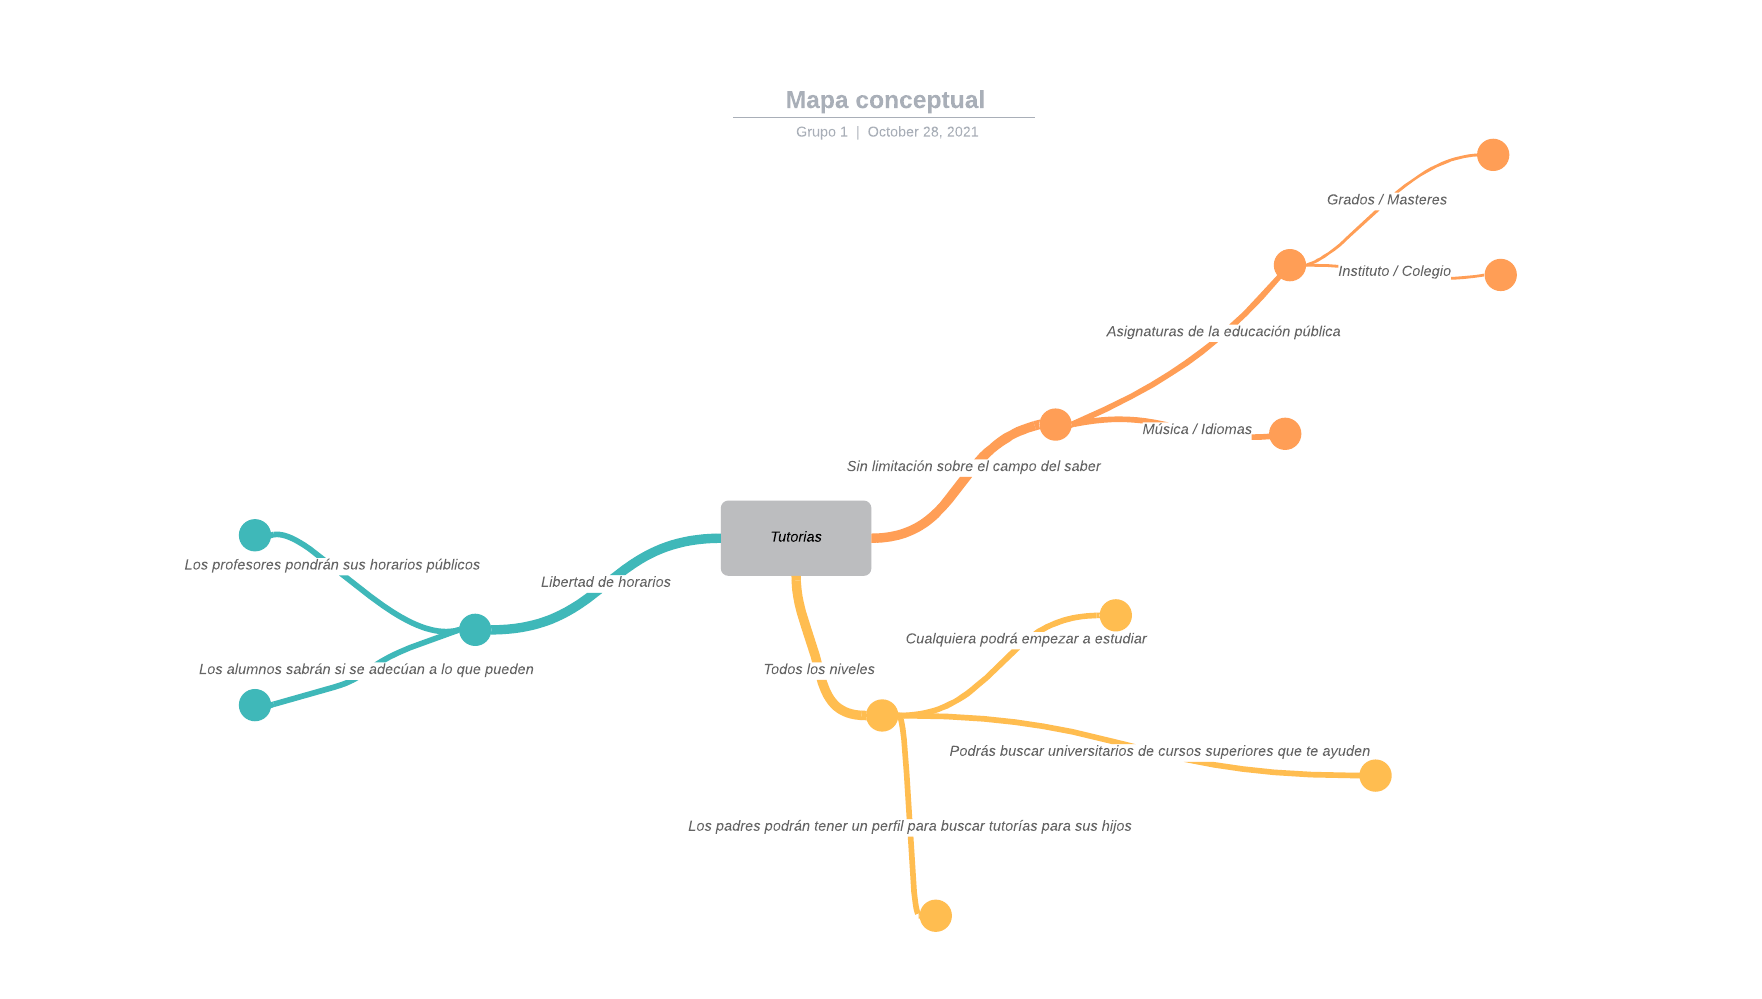 Mapa conceptual
Grupo 1 | October 28, 2021
Grados / Masteres
Instituto / Colegio
Asignaturas de la educación pública
Música / Idiomas
Sin limitación sobre el campo del saber
Tutorias
Libertad de horarios
Los profesores pondrán sus horarios públicos
Los alumnos sabrán si se adecúan a lo que pueden
Todos los niveles
Cualquiera podrá empezar a estudiar
Podrás buscar universitarios de cursos superiores que te ayuden
Los padres podrán tener un perfil para buscar tutorías para sus hijos